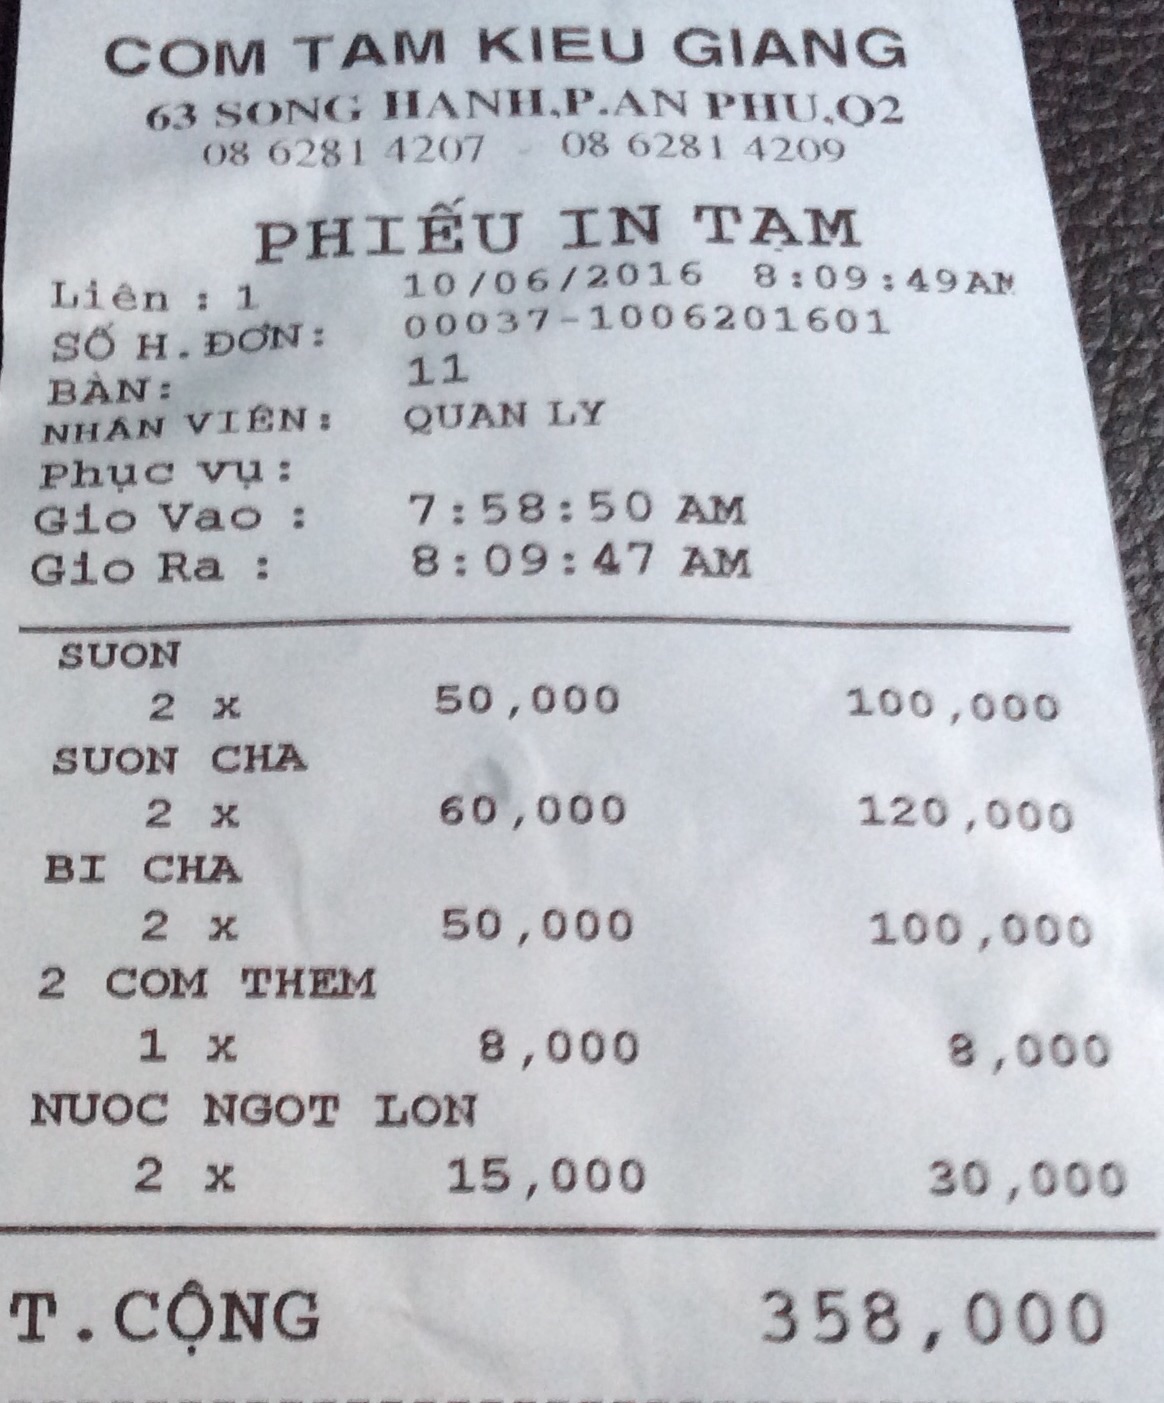 COM TAM KIEU GIANG
63 SONG HANH,P.AN PHU,Q2
08 6281 4207 - 08 6281 4209
PHIẾU IN TẠM
Liên : 1 10/06/2016 8:09:49AM
SỐ H.ĐƠN: 00037-1006201601
BÀN: 11
NHÂN VIÊN: QUAN LY
Phục vụ:
Gio Vao : 7:58:50 AM
Gio Ra : 8:09:47 AM
SUON
2 x 50,000 100,000
SUON CHA
2 x 60,000 120,000
BI CHA
2 x 50,000 100,000
2 COM THEM
1 x 8,000 8,000
NUOC NGOT LON
2 x 15,000 30,000
T.CỘNG 358,000